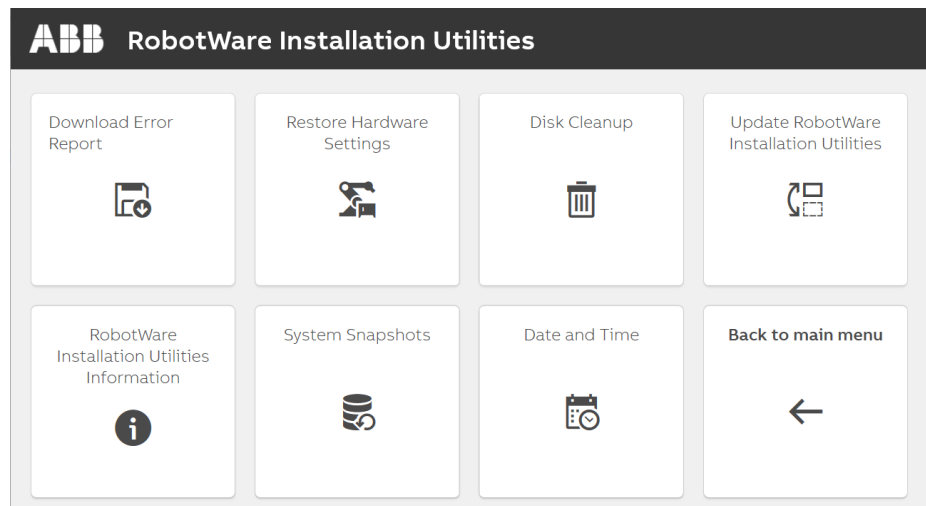 ABB RobotWare Installation Utilities
Download Error
Report
Restore Hardware
Settings
Disk Cleanup
Update RobotWare
Installation Utilities
RobotWare
Installation Utilities
Information
System Snapshots
Date and Time
Back to main menu